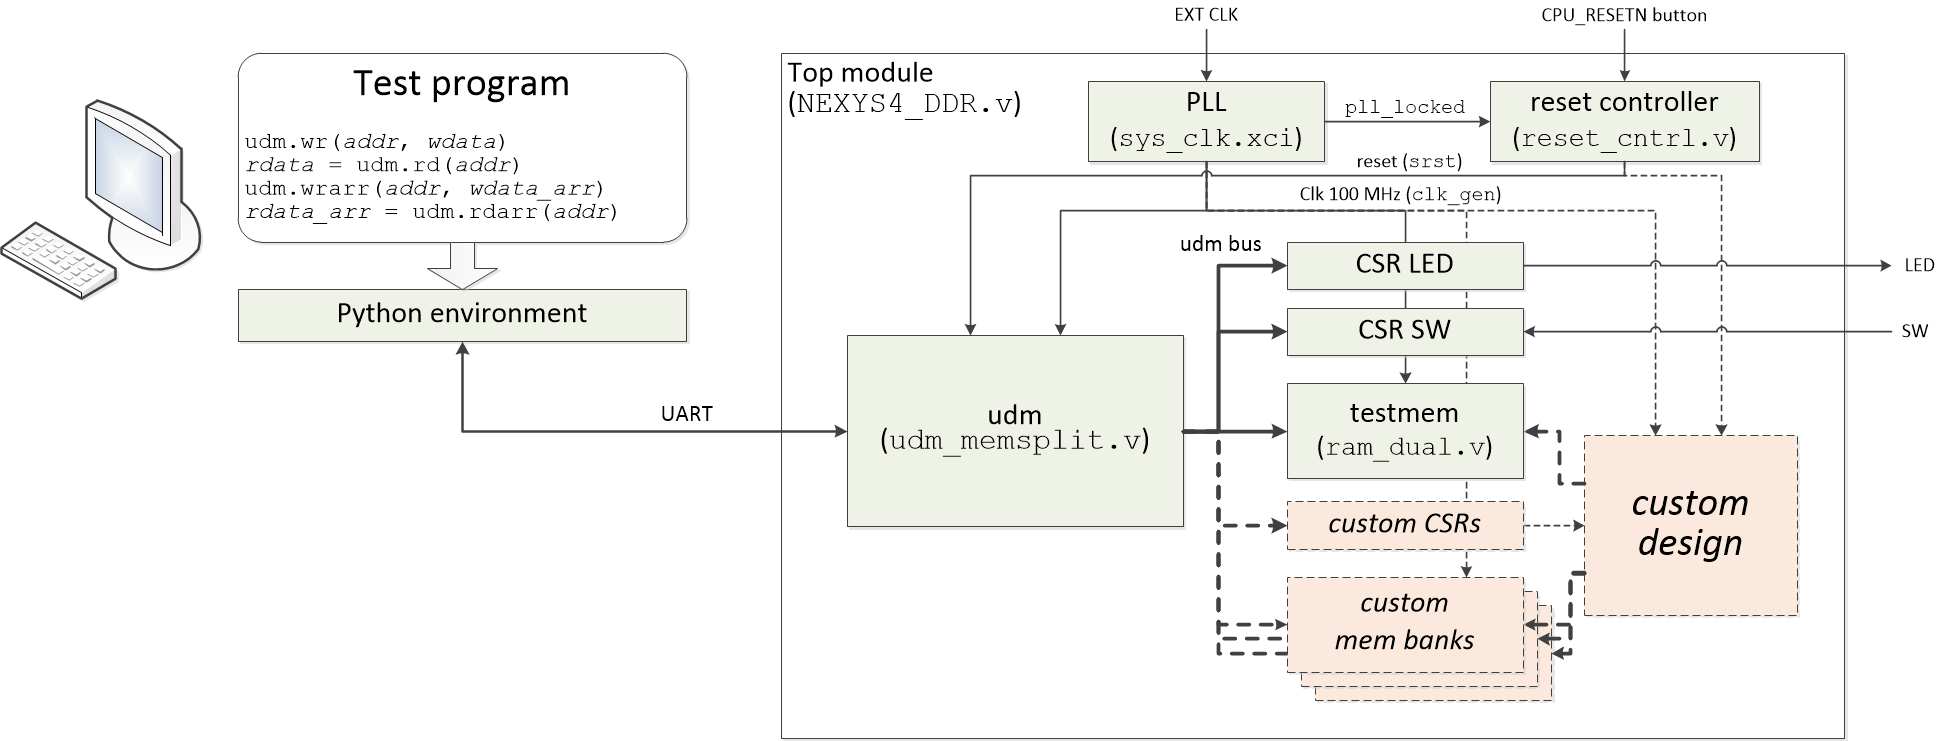 EXT CLK
CPU_RESETN button
Test program
udm.wr(addr, wdata)
rdata = udm.rd(addr)
udm.wrarr(addr, wdata_arr)
rdata_arr = udm.rdarr(addr)
Python environment
UART
Top module
(NEXYS4_DDR.v)
PLL
(sys_clk.xci)
pll_locked
reset controller
(reset_cntrl.v)
reset (srst)
Clk 100 MHz (clk_gen)
udm bus
CSR LED
LED
CSR SW
SW
udm
(udm_memsplit.v)
testmem
(ram_dual.v)
custom CSRs
custom
design
custom
mem banks